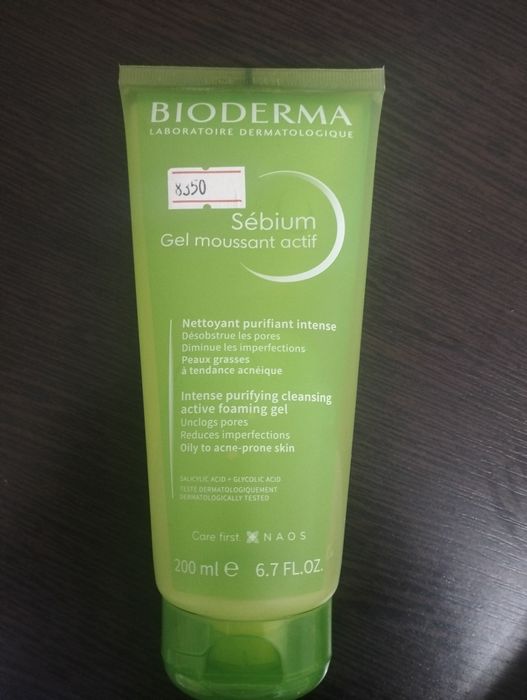 BIODERMA
LABORATOIRE DERMATOLOGIQUE
8350
Sébium
Gel moussant actif
Nettoyant purifiant intense
Désobstrue les pores
Diminue les imperfections
Peaux grasses
à tendance acnéique
Intense purifying cleansing
active foaming gel
Unclogs pores
Reduces imperfections
Oily to acne-prone skin
SALICYLIC ACID + GLYCOLIC ACID
TESTÉ DERMATOLOGIQUEMENT
DERMATOLOGICALLY TESTED
Care first. NAOS
200 ml ℮ 6.7 FL.OZ.